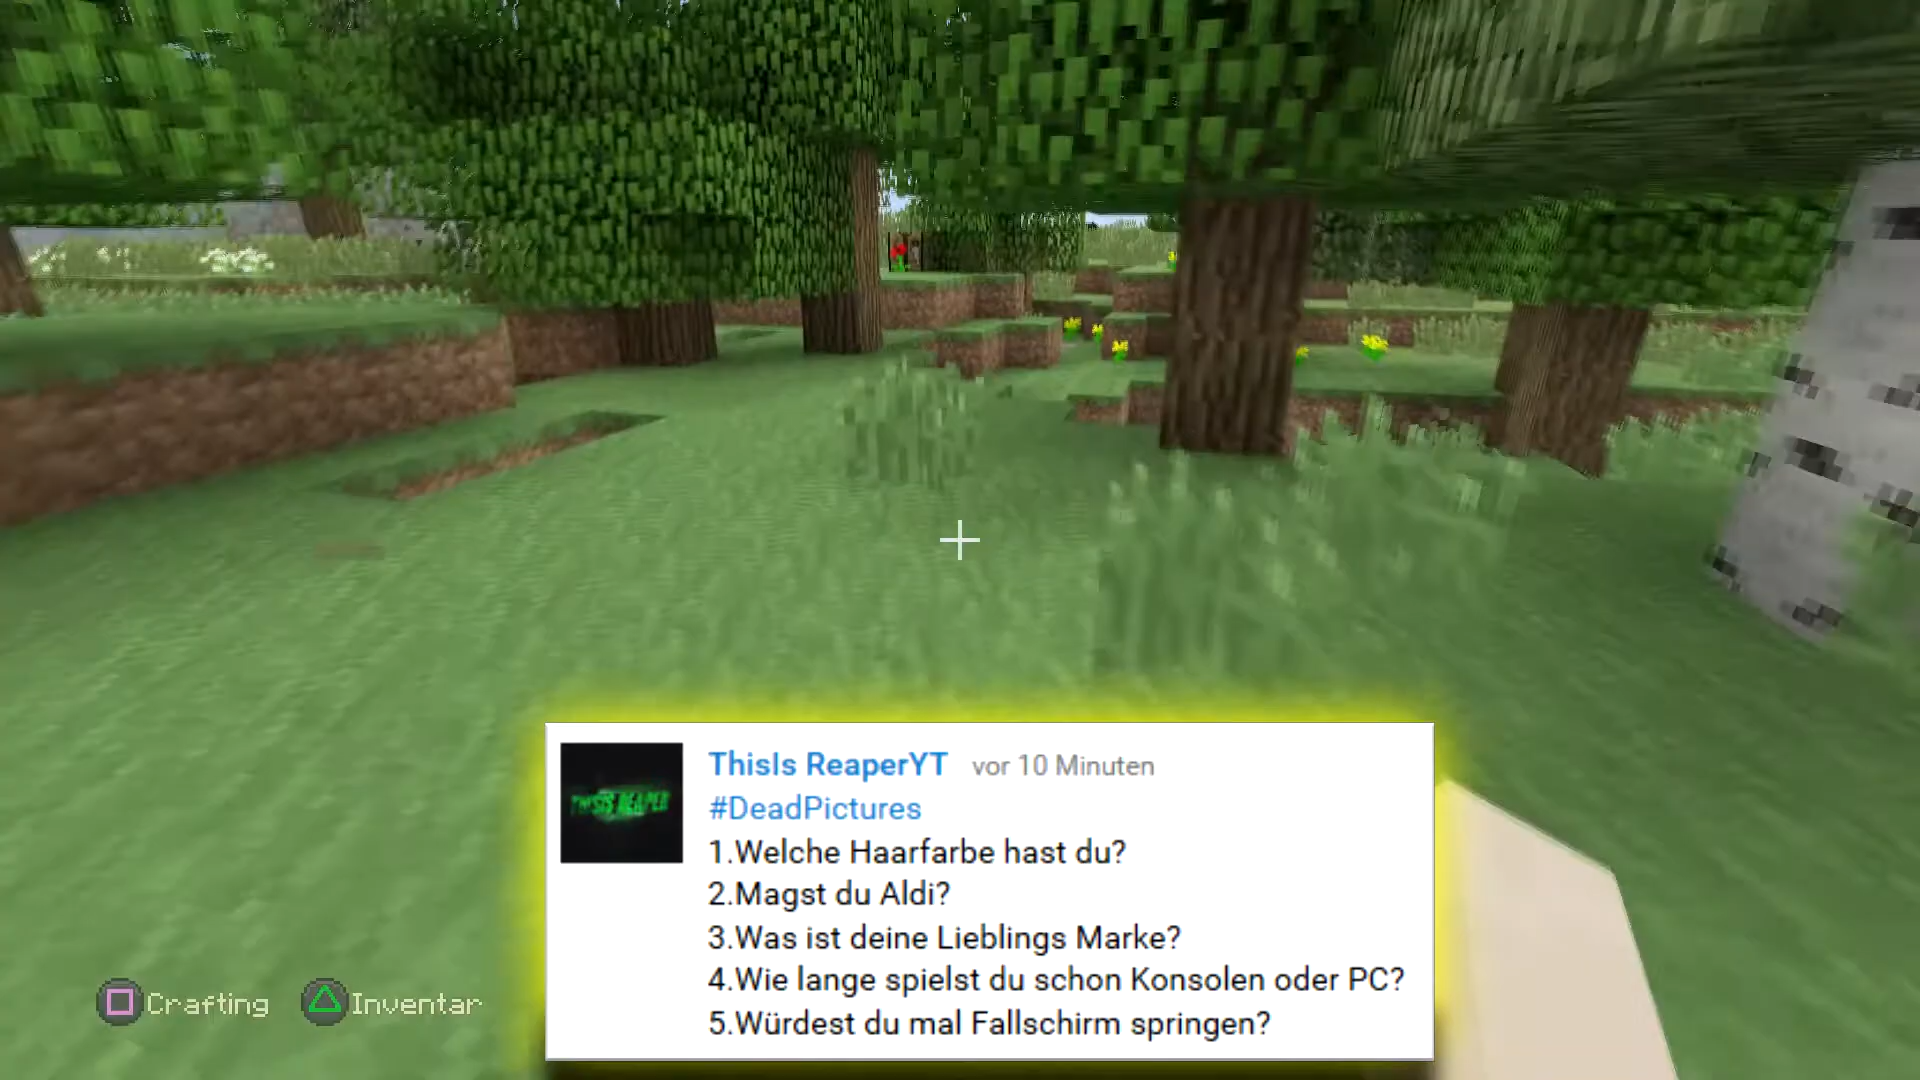 THISIS REAPER
ThisIs ReaperYT vor 10 Minuten
#DeadPictures
1.Welche Haarfarbe hast du?
2.Magst du Aldi?
3.Was ist deine Lieblings Marke?
4.Wie lange spielst du schon Konsolen oder PC?
5.Würdest du mal Fallschirm springen?
Crafting Inventar